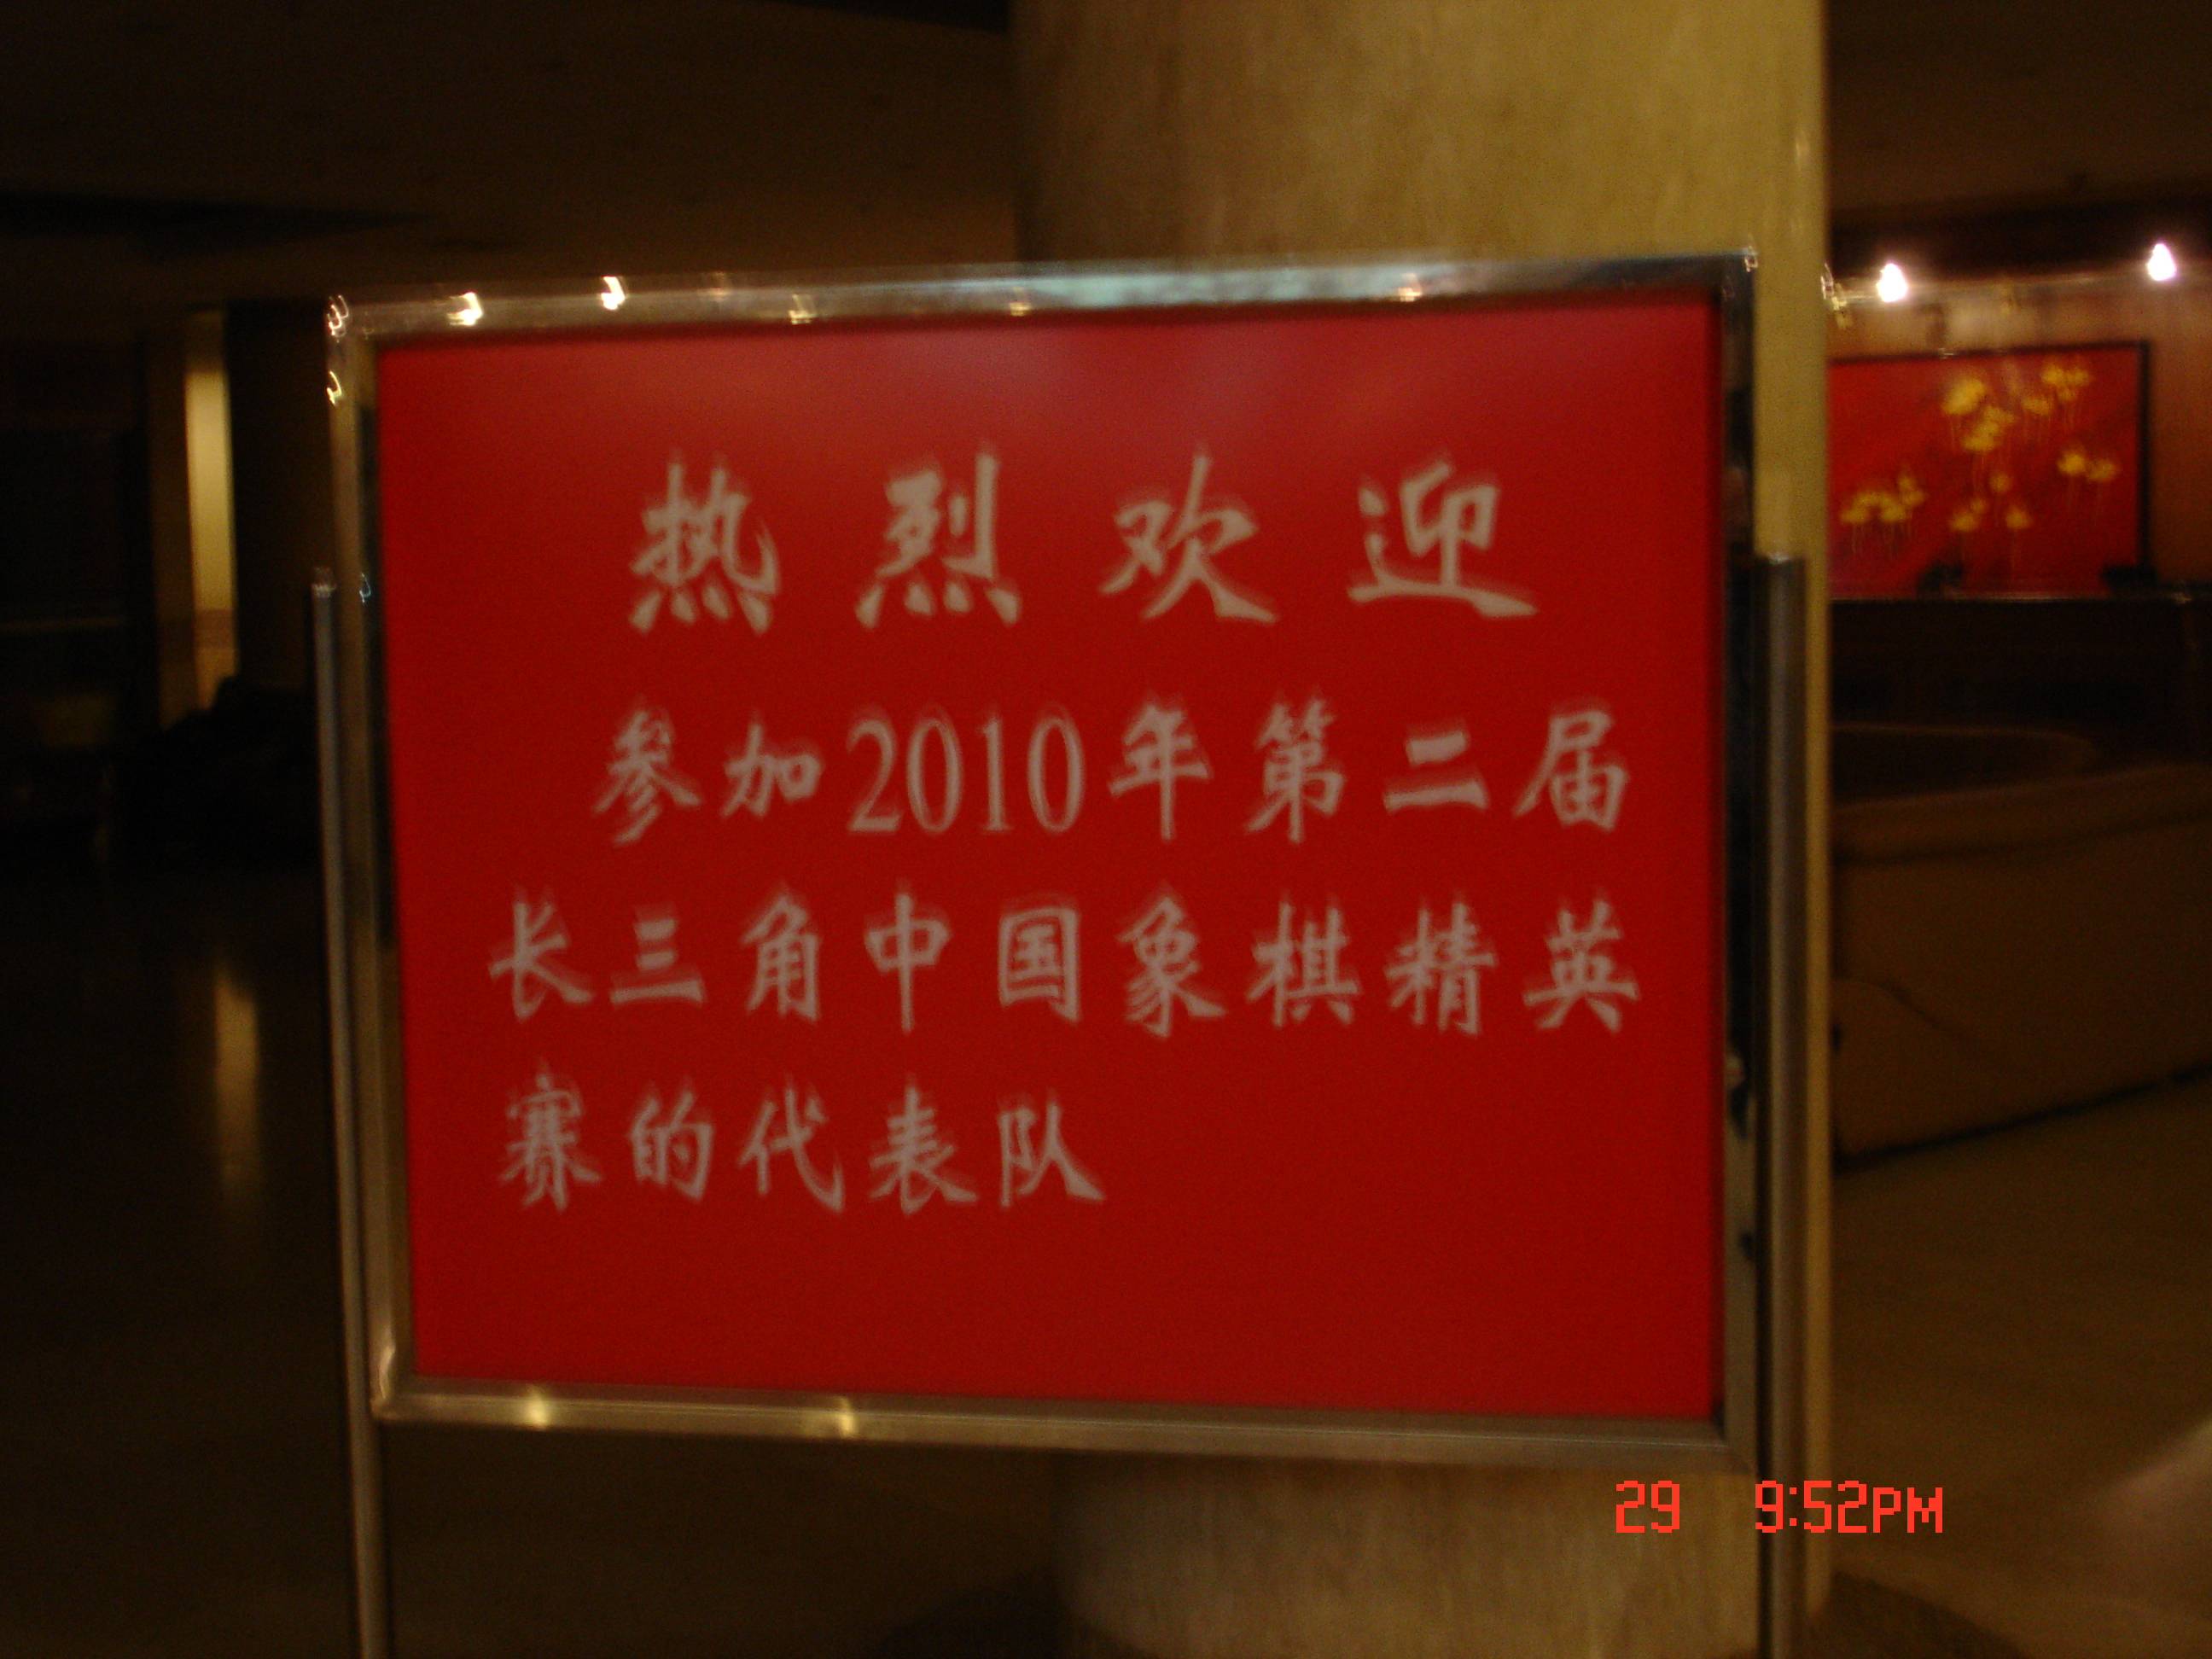 热烈欢迎
参加2010年第二届
长三角中国象棋精英
赛的代表队
29 9:52PM